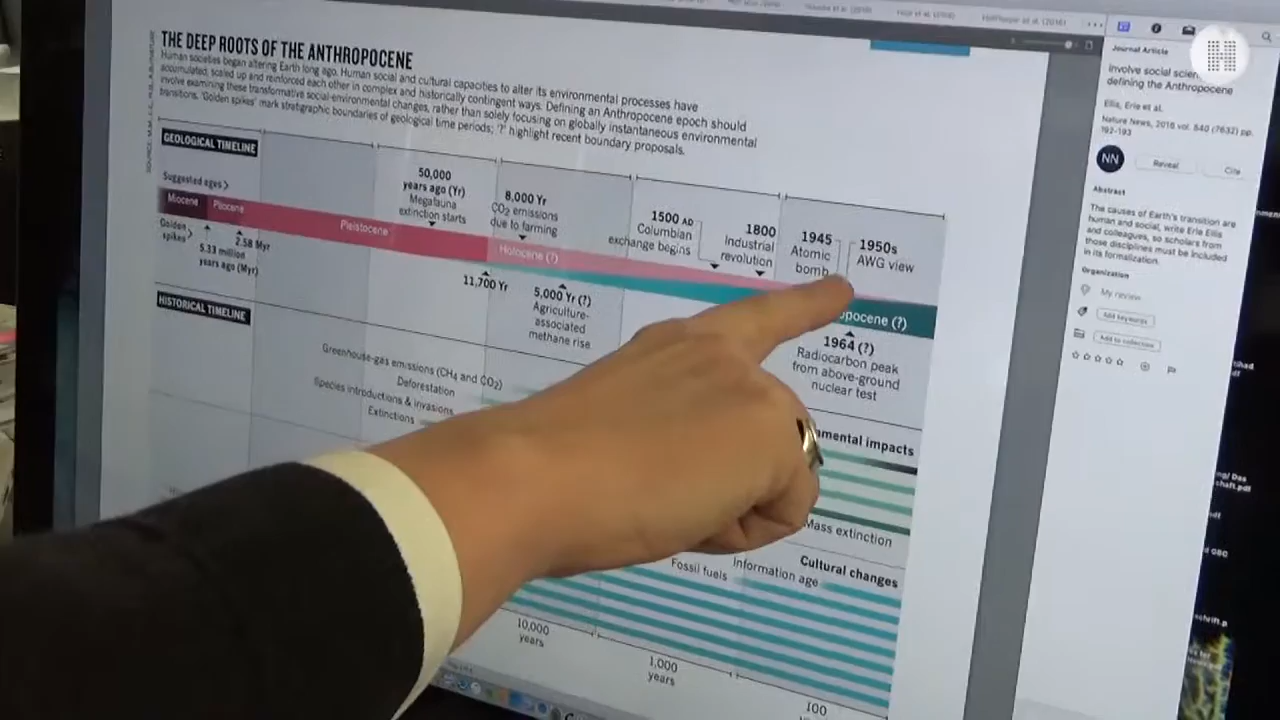 THE DEEP ROOTS OF THE ANTHROPOCENE
Human societies began altering Earth long ago. Human social and cultural capacities to alter its environmental processes have
accumulated, scaled up and reinforced each other in complex and historically contingent ways. Defining an Anthropocene epoch should
involve examining these transformative social-environmental changes, rather than solely focusing on globally instantaneous environmental
transitions. 'Golden spikes' mark stratigraphic boundaries of geological time periods; '?' highlight recent boundary proposals.
GEOLOGICAL TIMELINE
Suggested ages
50,000
years ago (Yr)
Megafauna
extinction starts
8,000 Yr
CO2 emissions
due to farming
1500 AD
Columbian
exchange begins
1800
Industrial
revolution
1945
Atomic
bomb
1950s
AWG view
Miocene
Pliocene
Pleistocene
Holocene (?)
opocene (?)
Golden
spikes
5.33 million
years ago (Myr)
2.58 Myr
11,700 Yr
5,000 Yr (?)
Agriculture-
associated
methane rise
1964 (?)
Radiocarbon peak
from above-ground
nuclear test
HISTORICAL TIMELINE
Greenhouse-gas emissions (CH4 and CO2)
Deforestation
Species introductions & invasions
Extinctions
mental impacts
Mass extinction
Cultural changes
Fossil fuels
Information age
10,000
years
1,000
years
100
Journal Article
Involve social scien
defining the Anthropocene
Ellis, Erle et al.
Nature News, 2016 vol. 540 (7632) pp.
192-193
NN
Reveal
Cite
Abstract
The causes of Earth's transition are
human and social, write Erle Ellis
and colleagues, so scholars from
those disciplines must be included
in its formalization.
Organization
My review
Add keywords
Add to collection